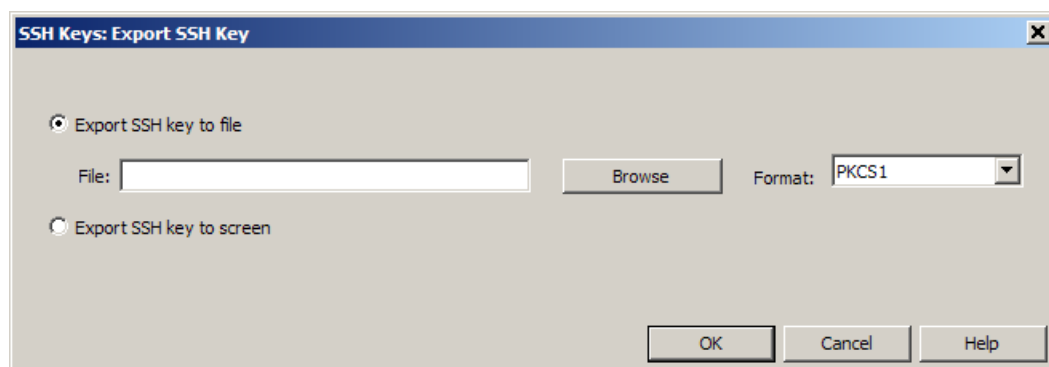 SSH Keys: Export SSH Key
Export SSH key to file
File: Browse Format: PKCS1
Export SSH key to screen
OK Cancel Help